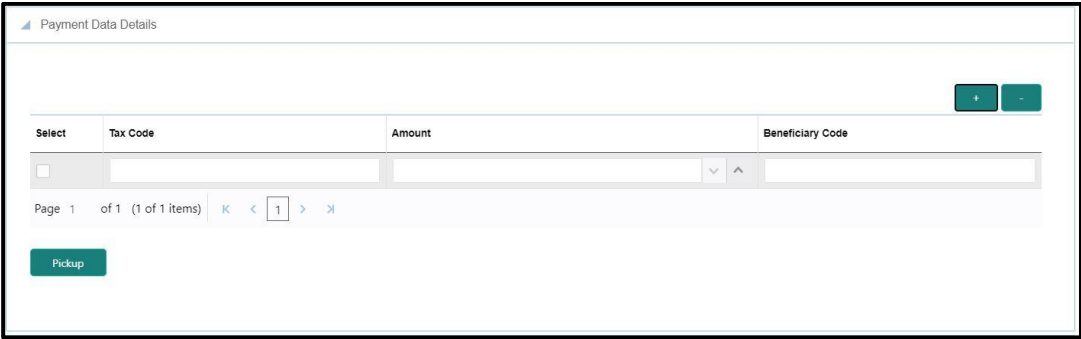 Payment Data Details
+ -
Select Tax Code Amount Beneficiary Code
Page 1 of 1 (1 of 1 items) K < 1 > >|
Pickup